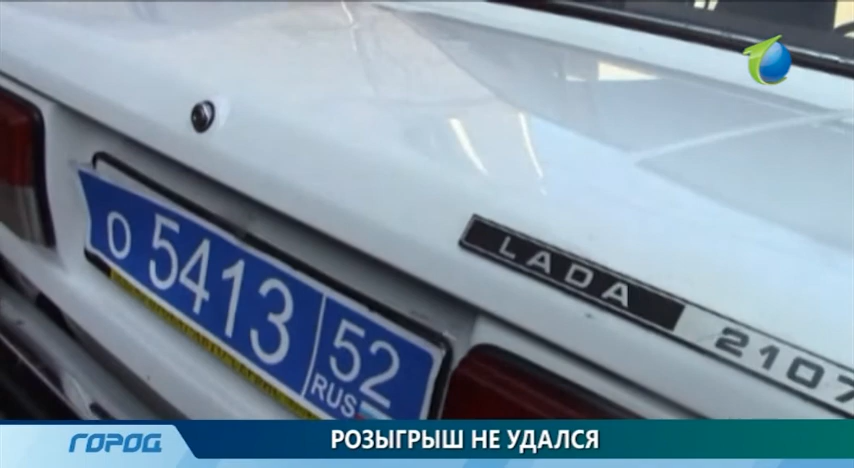 LADA
2107
О 5413 52
RUS
ГОРОД
РОЗЫГРЫШ НЕ УДАЛСЯ